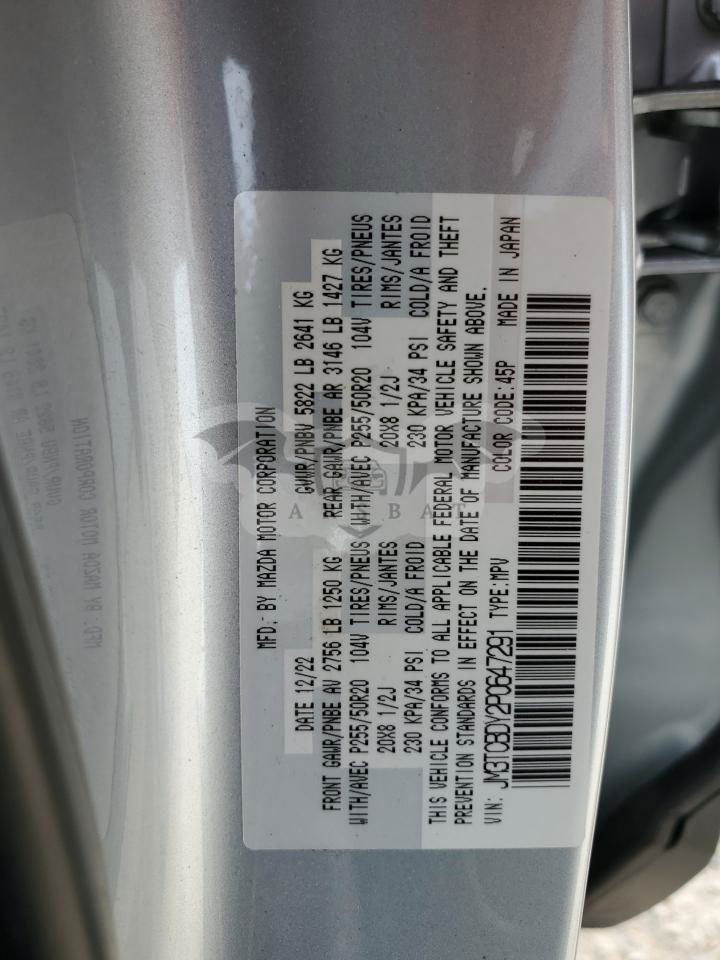 MFD. BY MAZDA MOTOR CORPORATION
DATE 12/22 GVWR/PNBV 5822 LB 2641 KG
FRONT GAWR/PNBE AV 2756 LB 1250 KG REAR GAWR/PNBE AR 3146 LB 1427 KG
WITH/AVEC P255/50R20 104V TIRES/PNEUS WITH/AVEC P255/50R20 104V TIRES/PNEUS
20X8 1/2J RIMS/JANTES 20X8 1/2J RIMS/JANTES
230 KPA/34 PSI COLD/A FROID 230 KPA/34 PSI COLD/A FROID
THIS VEHICLE CONFORMS TO ALL APPLICABLE FEDERAL MOTOR VEHICLE SAFETY AND THEFT
PREVENTION STANDARDS IN EFFECT ON THE DATE OF MANUFACTURE SHOWN ABOVE.
VIN: JM3TCBDY2P0647291 TYPE:MPV COLOR CODE:45P MADE IN JAPAN